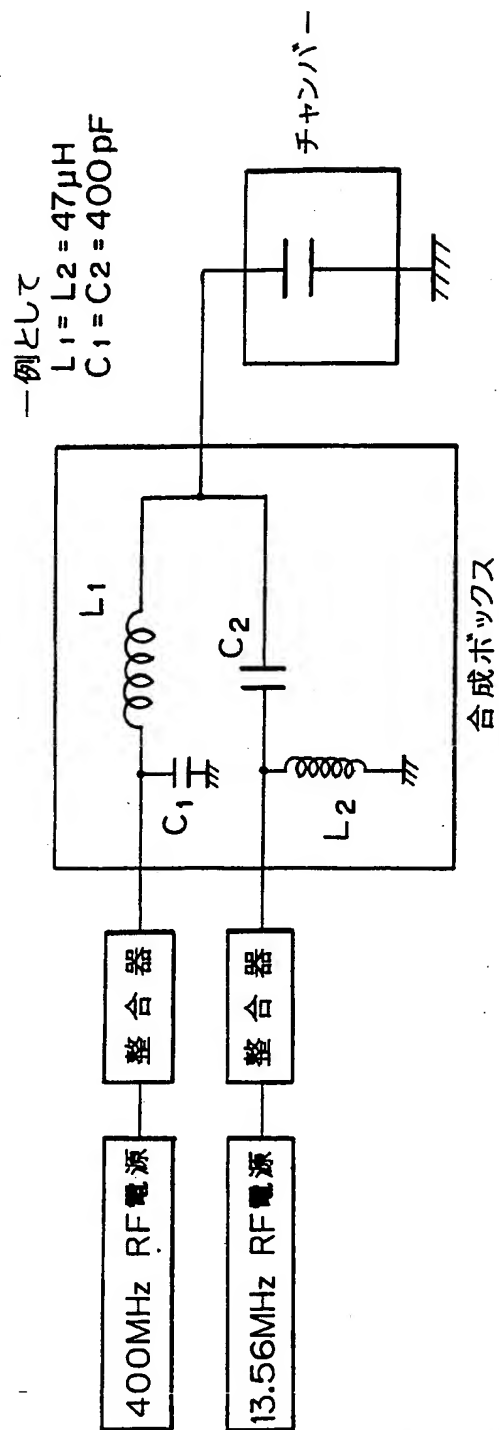 一例として
L1 = L2 = 47μH
C1 = C2 = 400pF
チャンバー
L1
C1
C2
L2
合成ボックス
整合器
整合器
400MHz RF電源
13.56MHz RF電源